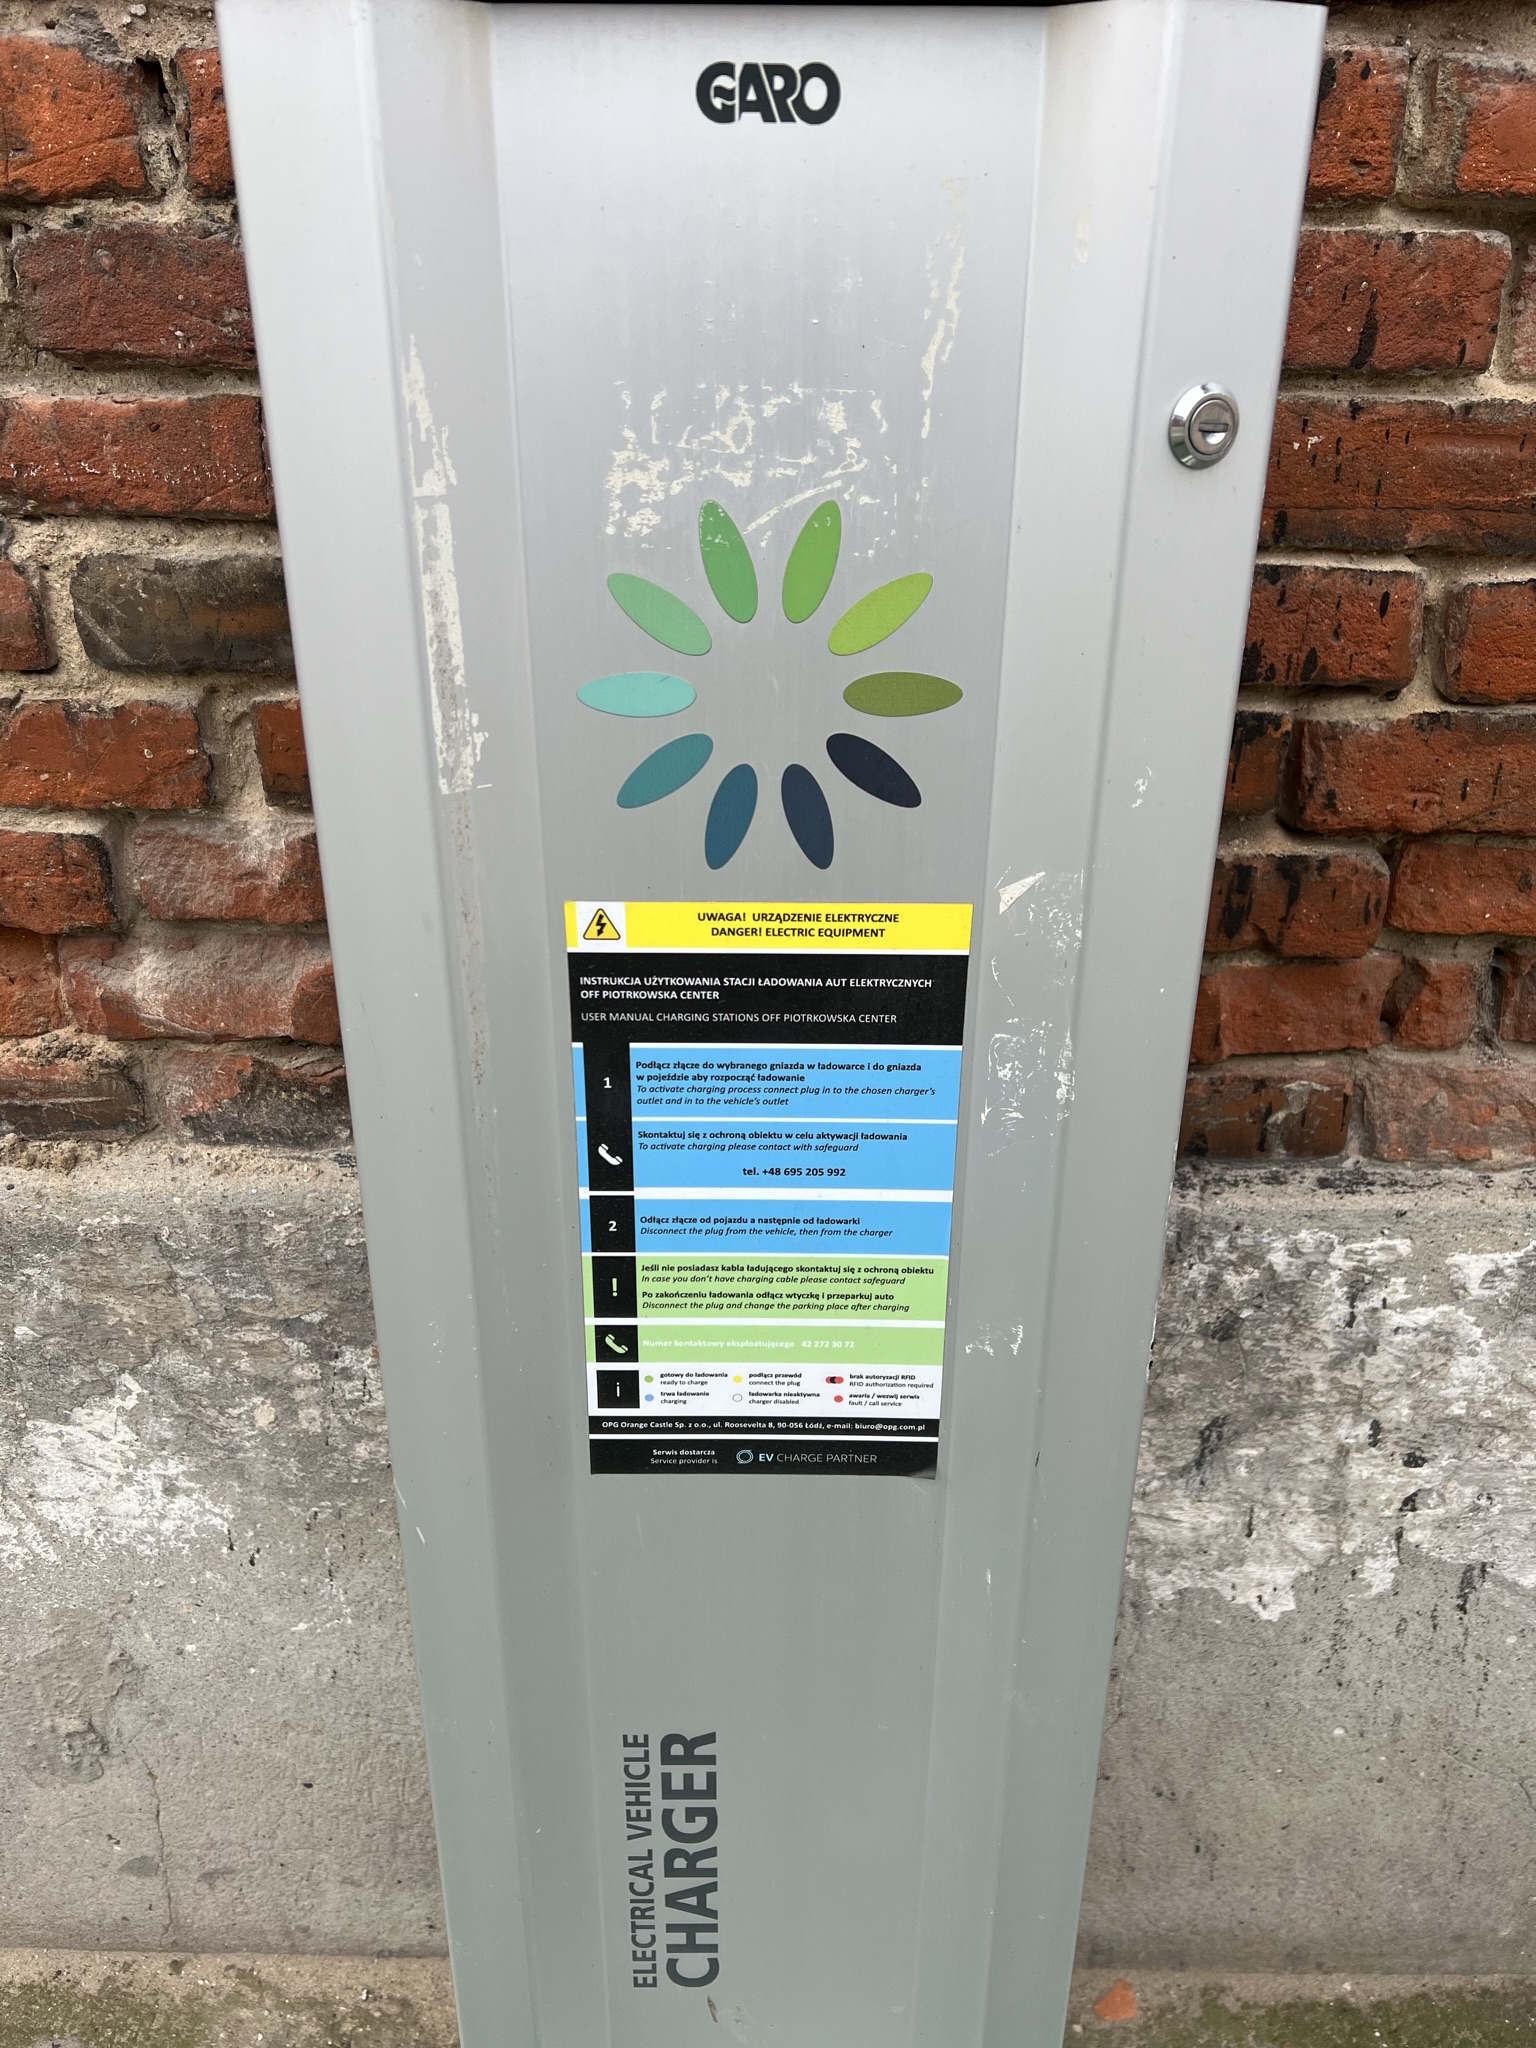 GARO
UWAGA! URZĄDZENIE ELEKTRYCZNE
DANGER! ELECTRIC EQUIPMENT
INSTRUKCJA UŻYTKOWANIA STACJI ŁADOWANIA AUT ELEKTRYCZNYCH
OFF PIOTRKOWSKA CENTER
USER MANUAL CHARGING STATIONS OFF PIOTRKOWSKA CENTER
1
Podłącz złącze do wybranego gniazda w ładowarce i do gniazda
w pojeździe aby rozpocząć ładowanie
To activate charging process connect plug in to the chosen charger's
outlet and in to the vehicle's outlet
Skontaktuj się z ochroną obiektu w celu aktywacji ładowania
To activate charging please contact with safeguard
tel. +48 695 205 992
2
Odłącz złącze od pojazdu a następnie od ładowarki
Disconnect the plug from the vehicle, then from the charger
!
Jeśli nie posiadasz kabla ładującego skontaktuj się z ochroną obiektu
In case you don't have charging cable please contact safeguard
Po zakończeniu ładowania odłącz wtyczkę i przeparkuj auto
Disconnect the plug and change the parking place after charging
Numer kontaktowy eksploatującego 42 272 30 72
i
gotowy do ładowania
ready to charge
podłącz przewód
connect the plug
brak autoryzacji RFID
RFID authorization required
trwa ładowanie
charging
ładowarka nieaktywna
charger disabled
awaria / wezwij serwis
fault / call service
OPG Orange Castle Sp. z o.o., ul. Roosevelta 8, 90-056 Łódź, e-mail: biuro@opg.com.pl
Serwis dostarcza
Service provider is
EV CHARGE PARTNER
ELECTRICAL VEHICLE
CHARGER